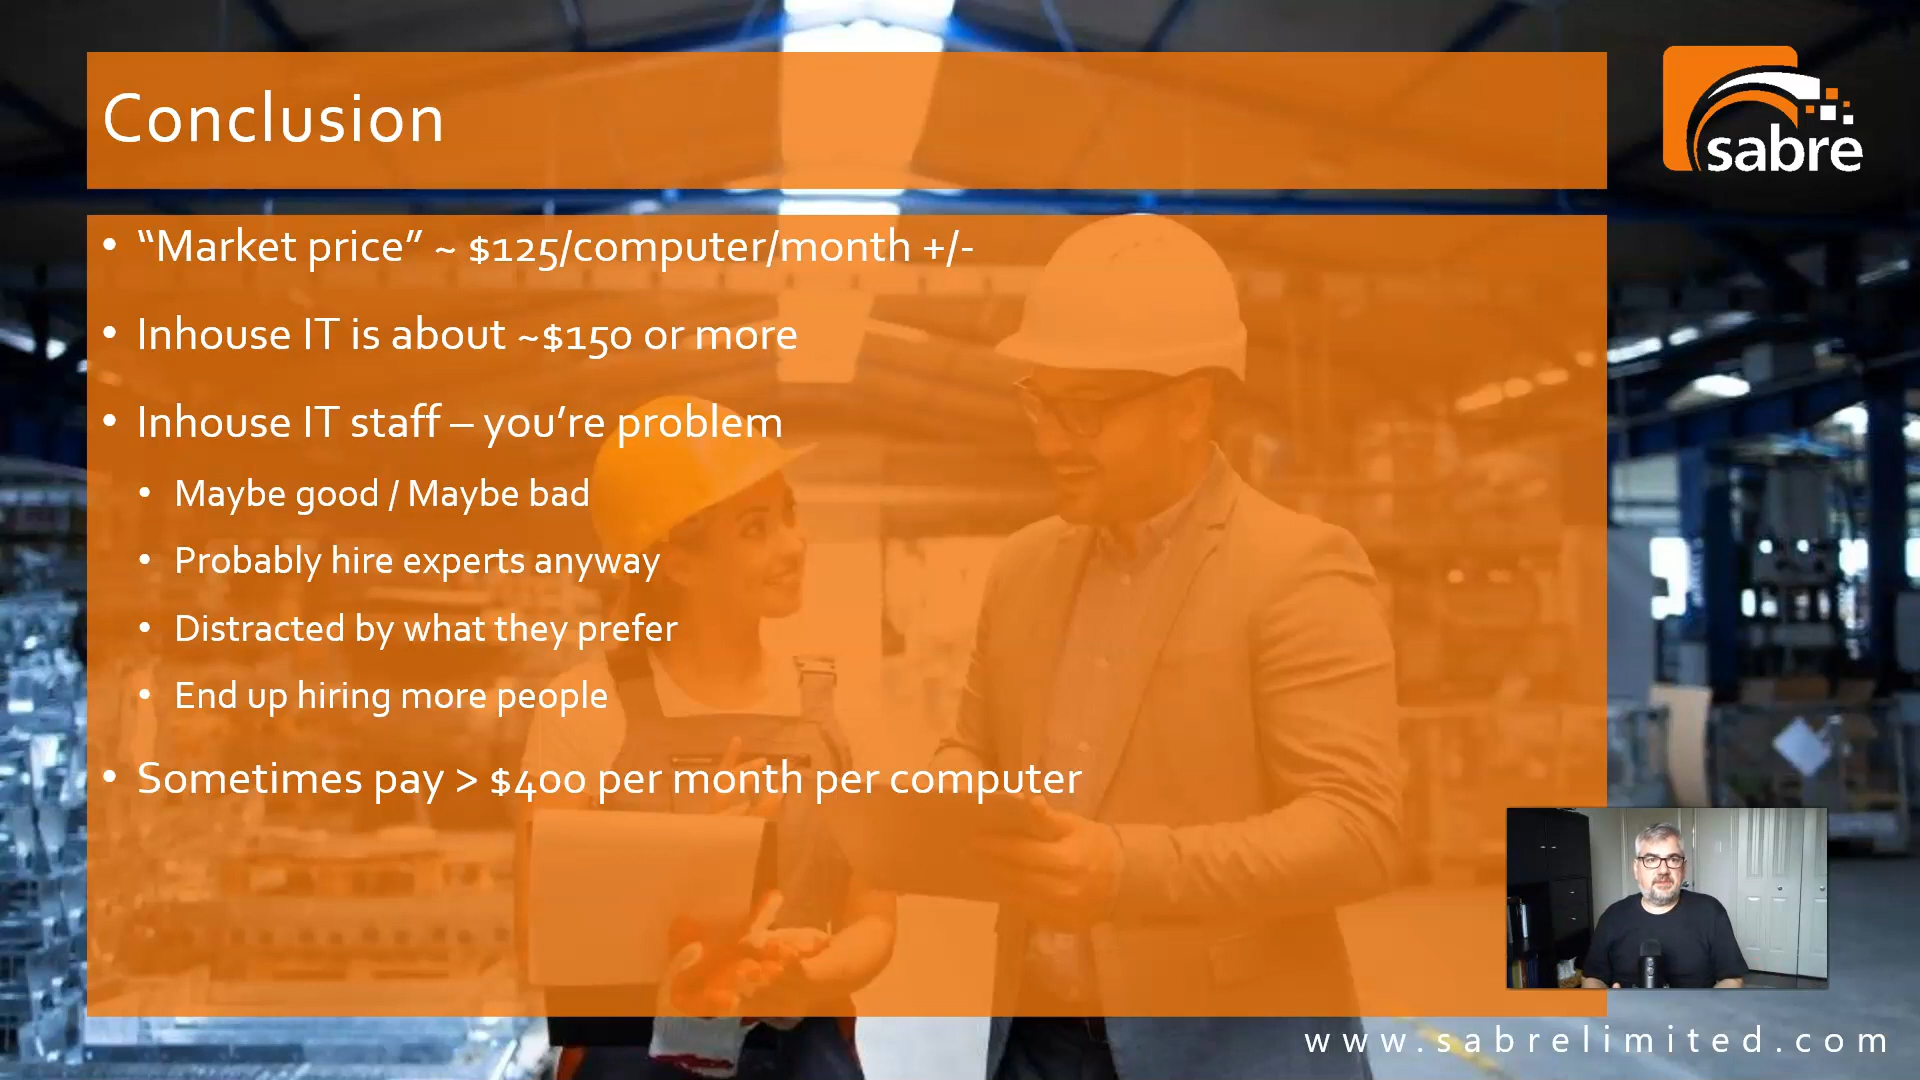 Conclusion
sabre
• “Market price” ~ $125/computer/month +/-
• Inhouse IT is about ~$150 or more
• Inhouse IT staff – you’re problem
• Maybe good / Maybe bad
• Probably hire experts anyway
• Distracted by what they prefer
• End up hiring more people
• Sometimes pay > $400 per month per computer
www.sabrelimited.com